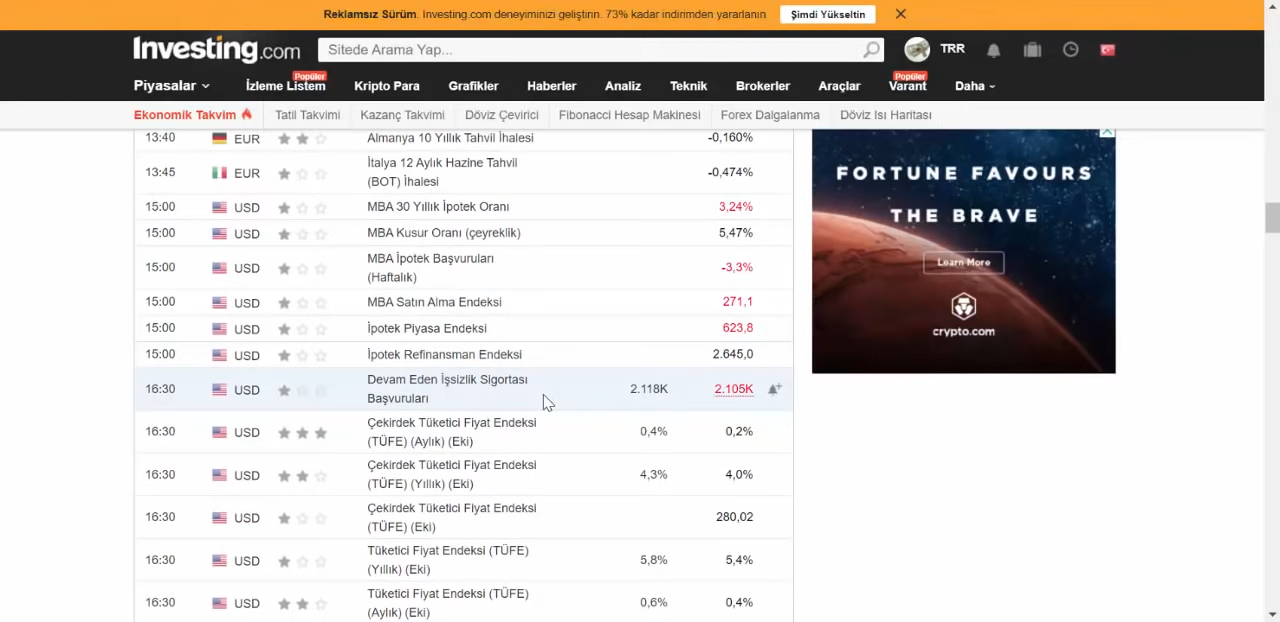 Reklamsız Sürüm. Investing.com deneyiminizi geliştirin. 73% kadar indirimden yararlanın Şimdi Yükseltin
Investing.com Sitede Arama Yap... TRR
Popüler Popüler
Piyasalar İzleme Listem Kripto Para Grafikler Haberler Analiz Teknik Brokerler Araçlar Varant Daha
Ekonomik Takvim Tatil Takvimi Kazanç Takvimi Döviz Çevirici Fibonacci Hesap Makinesi Forex Dalgalanma Döviz Isı Haritası
13:40 EUR Almanya 10 Yıllık Tahvil İhalesi -0,160%
13:45 EUR İtalya 12 Aylık Hazine Tahvil -0,474%
(BOT) İhalesi
15:00 USD MBA 30 Yıllık İpotek Oranı 3,24%
15:00 USD MBA Kusur Oranı (çeyreklik) 5,47%
15:00 USD MBA İpotek Başvuruları -3,3%
(Haftalık)
15:00 USD MBA Satın Alma Endeksi 271,1
15:00 USD İpotek Piyasa Endeksi 623,8
15:00 USD İpotek Refinansman Endeksi 2.645,0
16:30 USD Devam Eden İşsizlik Sigortası 2.118K 2.105K
Başvuruları
16:30 USD Çekirdek Tüketici Fiyat Endeksi 0,4% 0,2%
(TÜFE) (Aylık) (Eki)
16:30 USD Çekirdek Tüketici Fiyat Endeksi 4,3% 4,0%
(TÜFE) (Yıllık) (Eki)
16:30 USD Çekirdek Tüketici Fiyat Endeksi 280,02
(TÜFE) (Eki)
16:30 USD Tüketici Fiyat Endeksi (TÜFE) 5,8% 5,4%
(Yıllık) (Eki)
16:30 USD Tüketici Fiyat Endeksi (TÜFE) 0,6% 0,4%
(Aylık) (Eki)
FORTUNE FAVOURS
THE BRAVE
Learn More
crypto.com